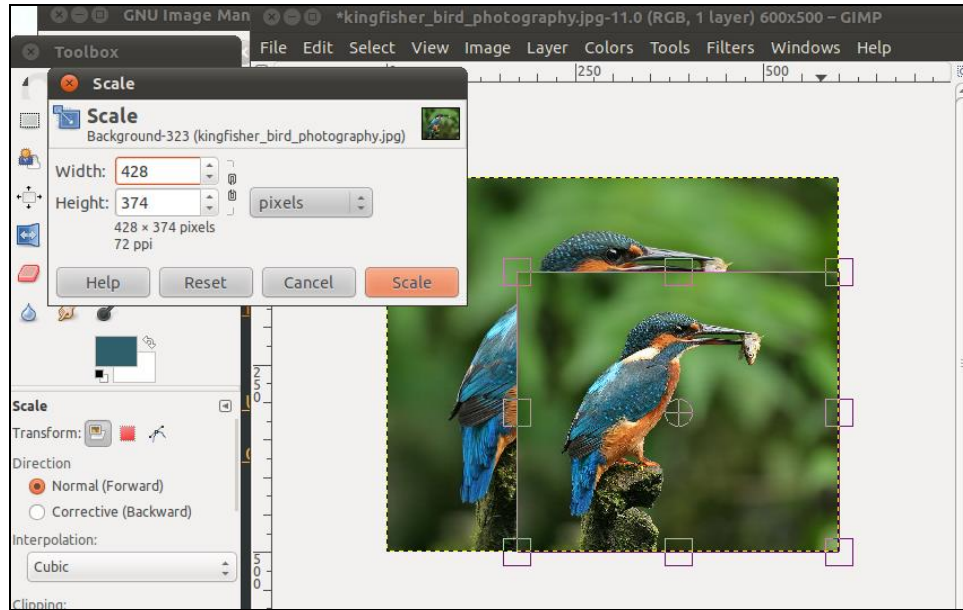 GNU Image Man
*kingfisher_bird_photography.jpg-11.0 (RGB, 1 layer) 600x500 – GIMP
Toolbox
File Edit Select View Image Layer Colors Tools Filters Windows Help
250
500
Scale
Scale
Background-323 (kingfisher_bird_photography.jpg)
Width: 428
Height: 374
pixels
428 × 374 pixels
72 ppi
Help Reset Cancel Scale
250
500
Scale
Transform:
Direction
Normal (Forward)
Corrective (Backward)
Interpolation:
Cubic
Clipping: